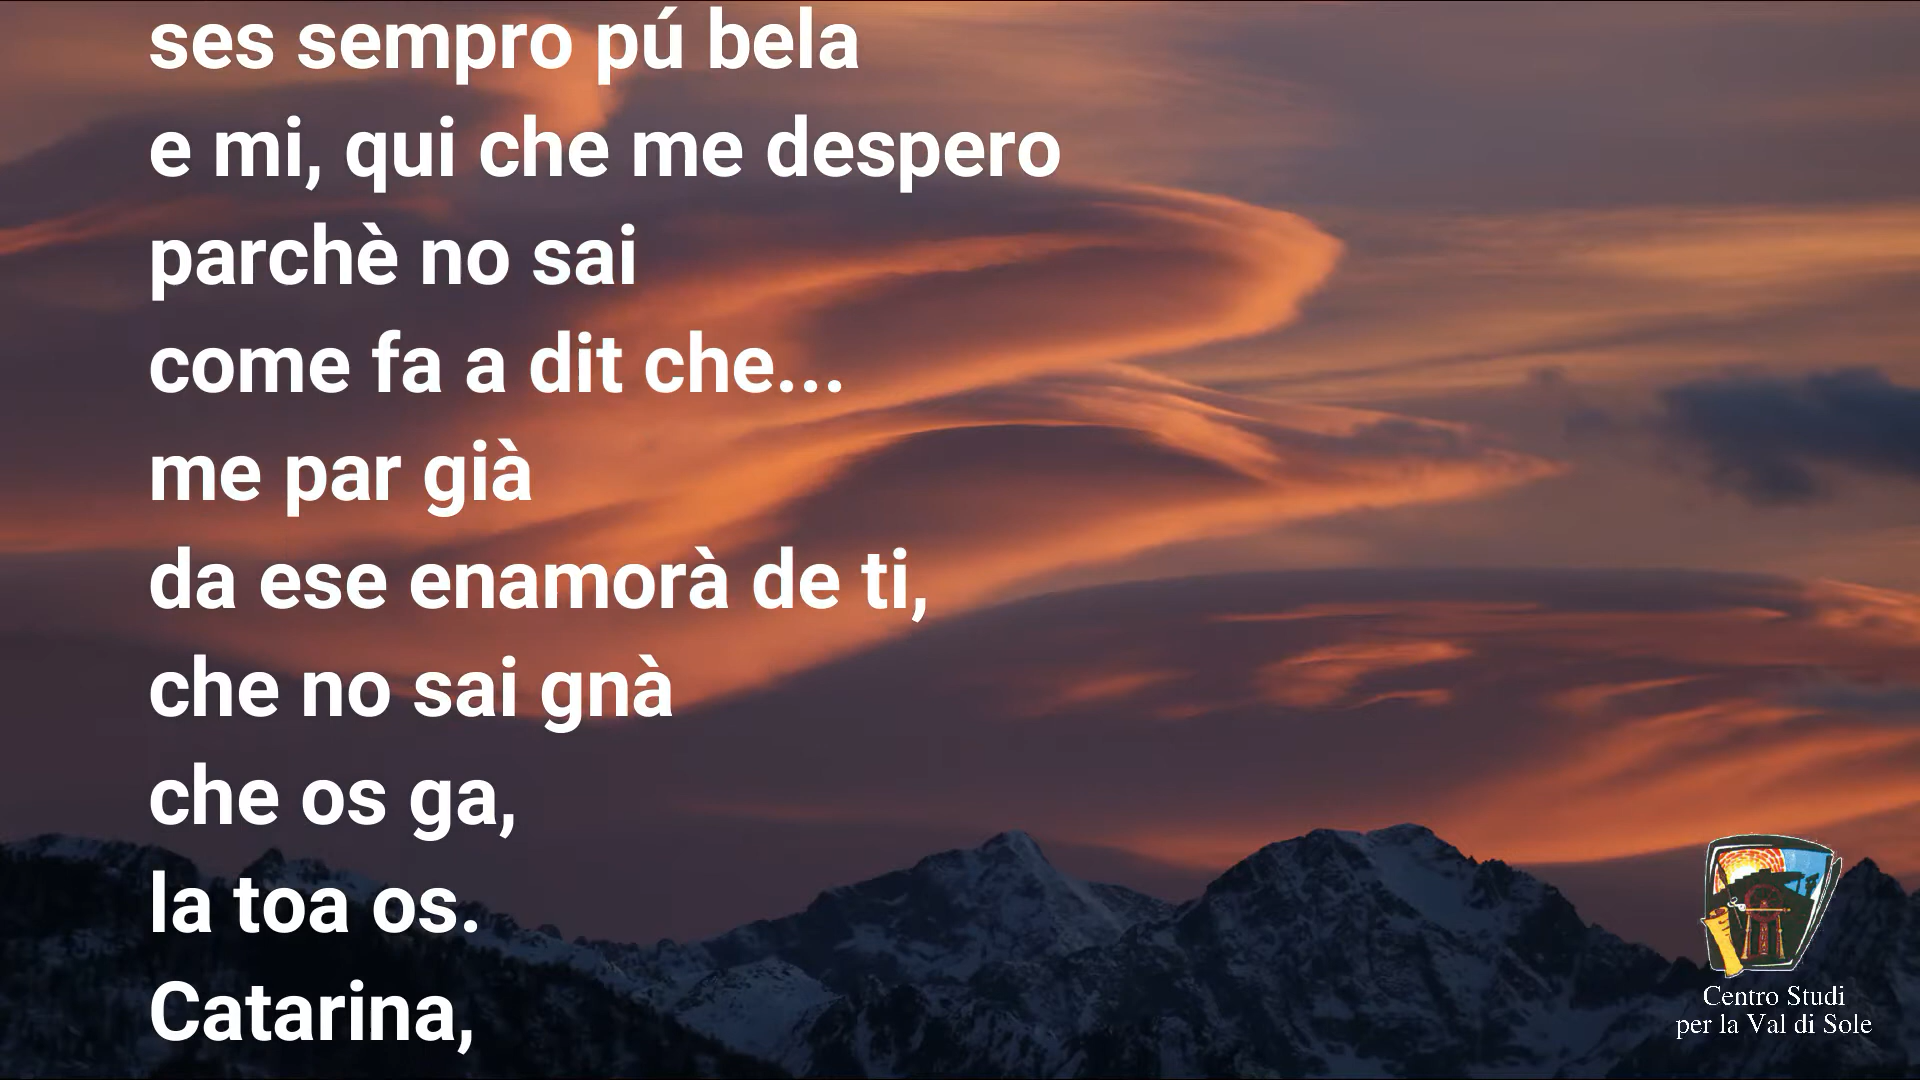 ses sempro pú bela
e mi, qui che me despero
parchè no sai
come fa a dit che...
me par già
da ese enamorà de ti,
che no sai gnà
che os ga,
la toa os.
Catarina,
Centro Studi
per la Val di Sole